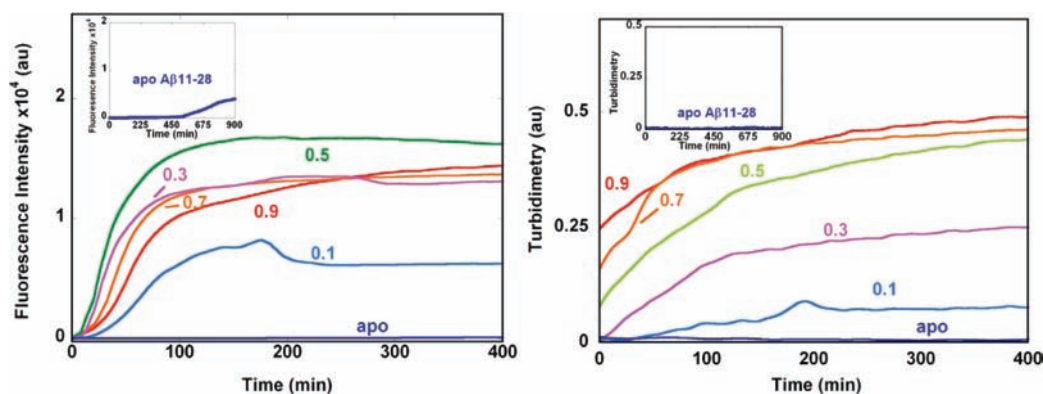 Fluorescence Intensity x10⁴ (au)
2
1
0
0 100 200 300 400
Time (min)
0.5
0.3
0.7
0.9
0.1
apo
Fluoresence Intensity x10⁴
2
1
0
apo Aβ11-28
0 225 450 675 900
Time (min)
Turbidimetry (au)
0.5
0.25
0
0 100 200 300 400
Time (min)
0.9
0.7
0.5
0.3
0.1
apo
Turbidimetry
0.5
0.25
0
apo Aβ11-28
0 225 450 675 900
Time (min)